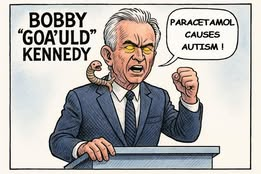 BOBBY
"GOA'ULD"
KENNEDY
PARACETAMOL
CAUSES
AUTISM !